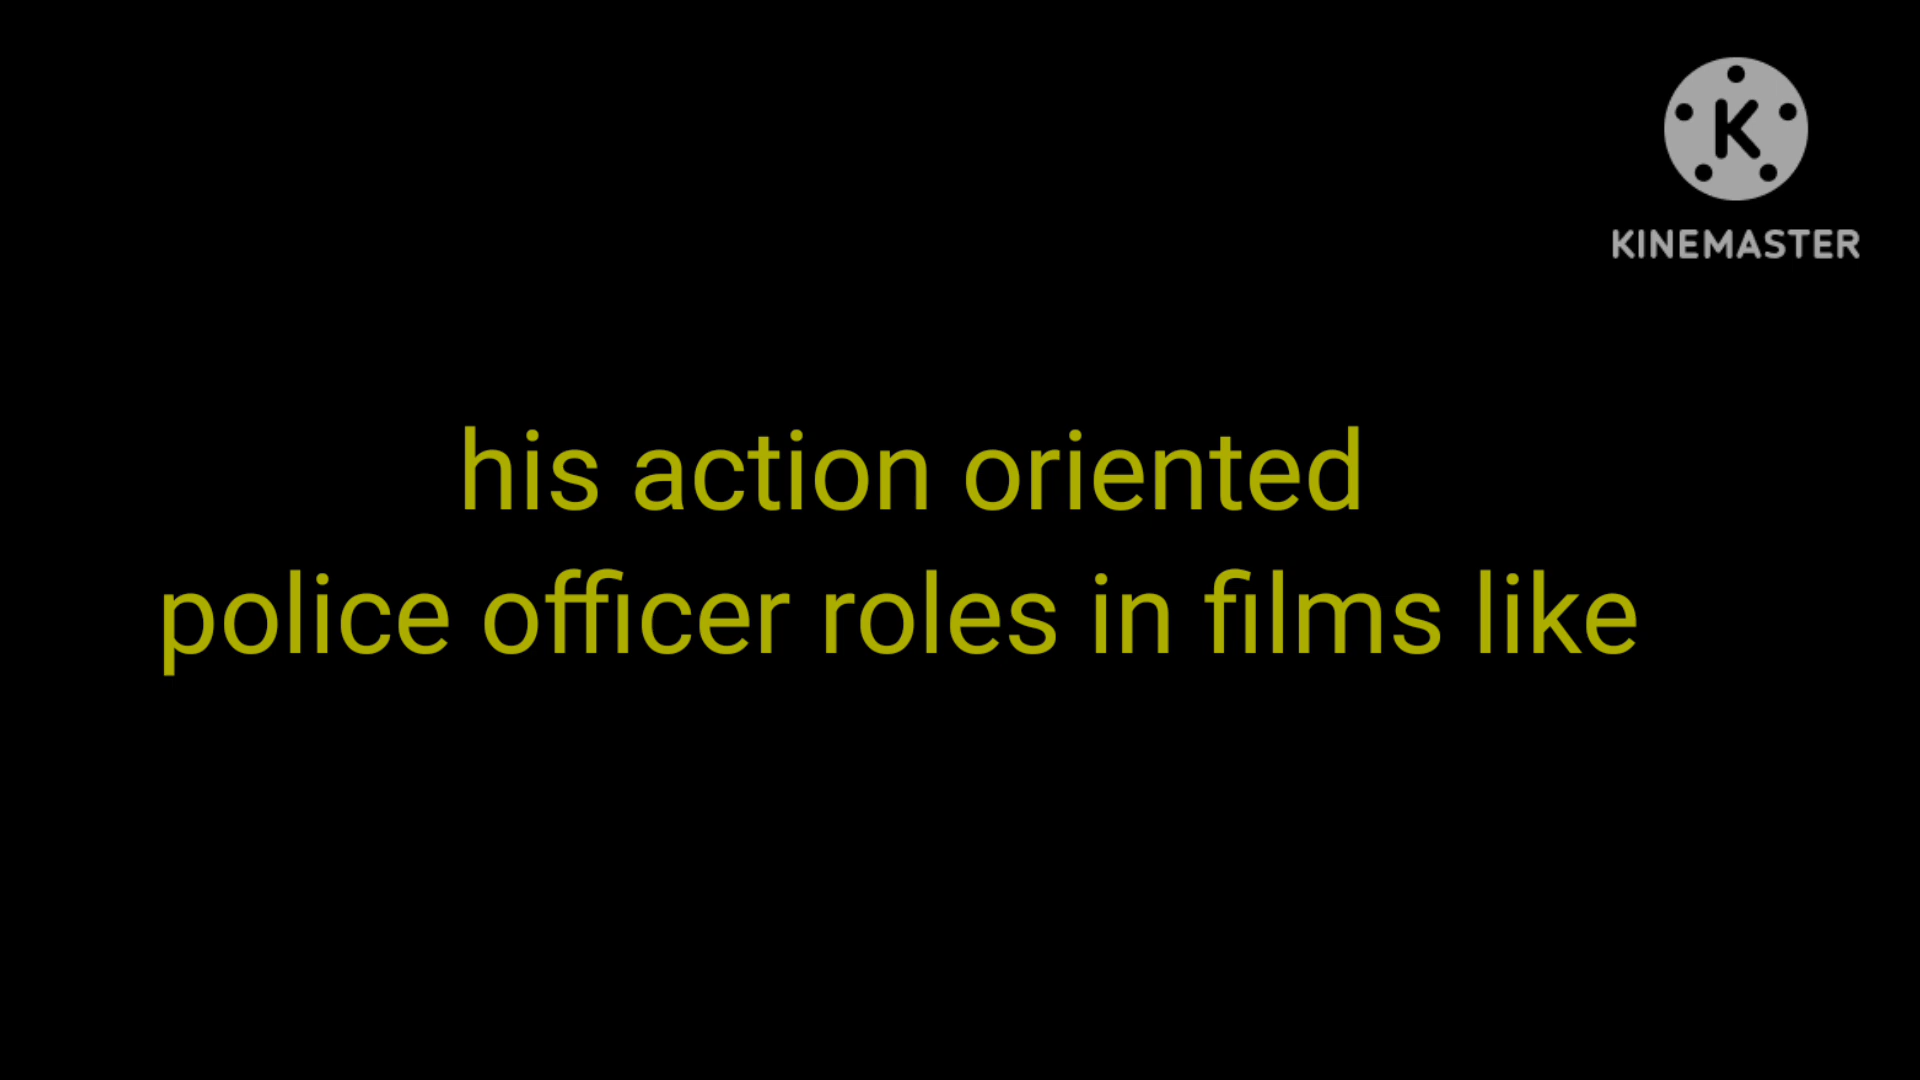 K
KINEMASTER
his action oriented
police officer roles in films like